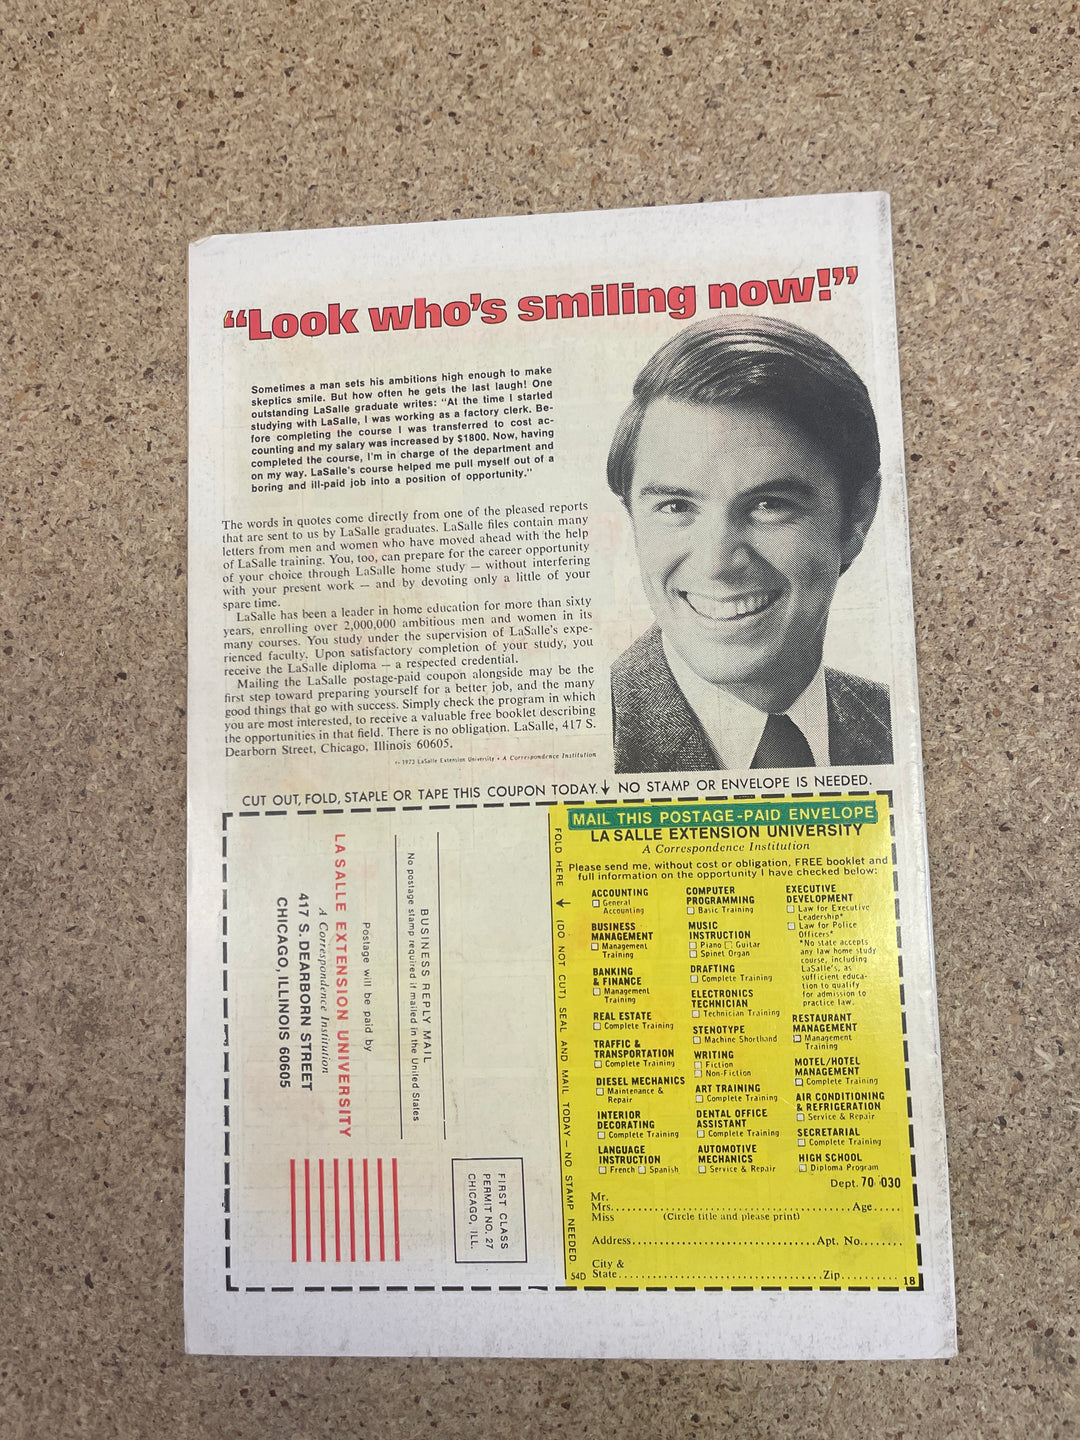 “Look who's smiling now!”
Sometimes a man sets his ambitions high enough to make
skeptics smile. But how often he gets the last laugh! One
outstanding LaSalle graduate writes: “At the time I started
studying with LaSalle, I was working as a factory clerk. Be-
fore completing the course I was transferred to cost ac-
counting and my salary was increased by $1800. Now, having
completed the course, I'm in charge of the department and
on my way. LaSalle's course helped me pull myself out of a
boring and ill-paid job into a position of opportunity.”
The words in quotes come directly from one of the pleased reports
that are sent to us by LaSalle graduates. LaSalle files contain many
letters from men and women who have moved ahead with the help
of LaSalle training. You, too, can prepare for the career opportunity
of your choice through LaSalle home study — without interfering
with your present work — and by devoting only a little of your
spare time.
LaSalle has been a leader in home education for more than sixty
years, enrolling over 2,000,000 ambitious men and women in its
many courses. You study under the supervision of LaSalle's expe-
rienced faculty. Upon satisfactory completion of your study, you
receive the LaSalle diploma — a respected credential.
Mailing the LaSalle postage-paid coupon alongside may be the
first step toward preparing yourself for a better job, and the many
good things that go with success. Simply check the program in which
you are most interested, to receive a valuable free booklet describing
the opportunities in that field. There is no obligation. LaSalle, 417 S.
Dearborn Street, Chicago, Illinois 60605.
© 1973 LaSalle Extension University • A Correspondence Institution
CUT OUT, FOLD, STAPLE OR TAPE THIS COUPON TODAY. ↓ NO STAMP OR ENVELOPE IS NEEDED.
BUSINESS REPLY MAIL
No postage stamp required if mailed in the United States
Postage will be paid by
LA SALLE EXTENSION UNIVERSITY
A Correspondence Institution
417 S. DEARBORN STREET
CHICAGO, ILLINOIS 60605
FIRST CLASS
PERMIT NO. 27
CHICAGO, ILL.
FOLD HERE → (DO NOT CUT) SEAL AND MAIL TODAY — NO STAMP NEEDED.
MAIL THIS POSTAGE-PAID ENVELOPE
LA SALLE EXTENSION UNIVERSITY
A Correspondence Institution
Please send me, without cost or obligation, FREE booklet and
full information on the opportunity I have checked below:
ACCOUNTING
General
Accounting
BUSINESS
MANAGEMENT
Management
Training
BANKING
& FINANCE
Management
Training
REAL ESTATE
Complete Training
TRAFFIC &
TRANSPORTATION
Complete Training
DIESEL MECHANICS
Maintenance &
Repair
INTERIOR
DECORATING
Complete Training
LANGUAGE
INSTRUCTION
French Spanish
COMPUTER
PROGRAMMING
Basic Training
MUSIC
INSTRUCTION
Piano Guitar
Spinet Organ
DRAFTING
Complete Training
ELECTRONICS
TECHNICIAN
Technician Training
STENOTYPE
Machine Shorthand
WRITING
Fiction
Non-Fiction
ART TRAINING
Complete Training
DENTAL OFFICE
ASSISTANT
Complete Training
AUTOMOTIVE
MECHANICS
Service & Repair
EXECUTIVE
DEVELOPMENT
Law for Executive
Leadership*
Law for Police
Officers*
*No state accepts
any law home study
course, including
LaSalle's, as
sufficient educa-
tion to qualify
for admission to
practice law.
RESTAURANT
MANAGEMENT
Management
Training
MOTEL/HOTEL
MANAGEMENT
Complete Training
AIR CONDITIONING
& REFRIGERATION
Service & Repair
SECRETARIAL
Complete Training
HIGH SCHOOL
Diploma Program
Dept. 70 030
Mr.
Mrs. Age
Miss (Circle title and please print)
Address Apt. No.
City &
State Zip
54D
18